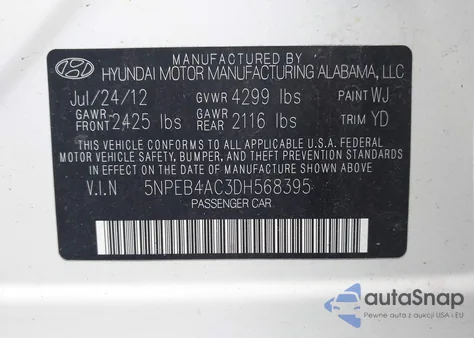 MANUFACTURED BY
HYUNDAI MOTOR MANUFACTURING ALABAMA, LLC
Jul/24/12 GVWR 4299 lbs PAINT WJ
GAWR FRONT 2425 lbs GAWR REAR 2116 lbs TRIM YD
THIS VEHICLE CONFORMS TO ALL APPLICABLE U.S.A. FEDERAL
MOTOR VEHICLE SAFETY, BUMPER, AND THEFT PREVENTION STANDARDS
IN EFFECT ON THE DATE OF MANUFACTURE SHOWN ABOVE.
V.I.N 5NPEB4AC3DH568395
PASSENGER CAR
autoSnap
Pewne auta z USA i EU